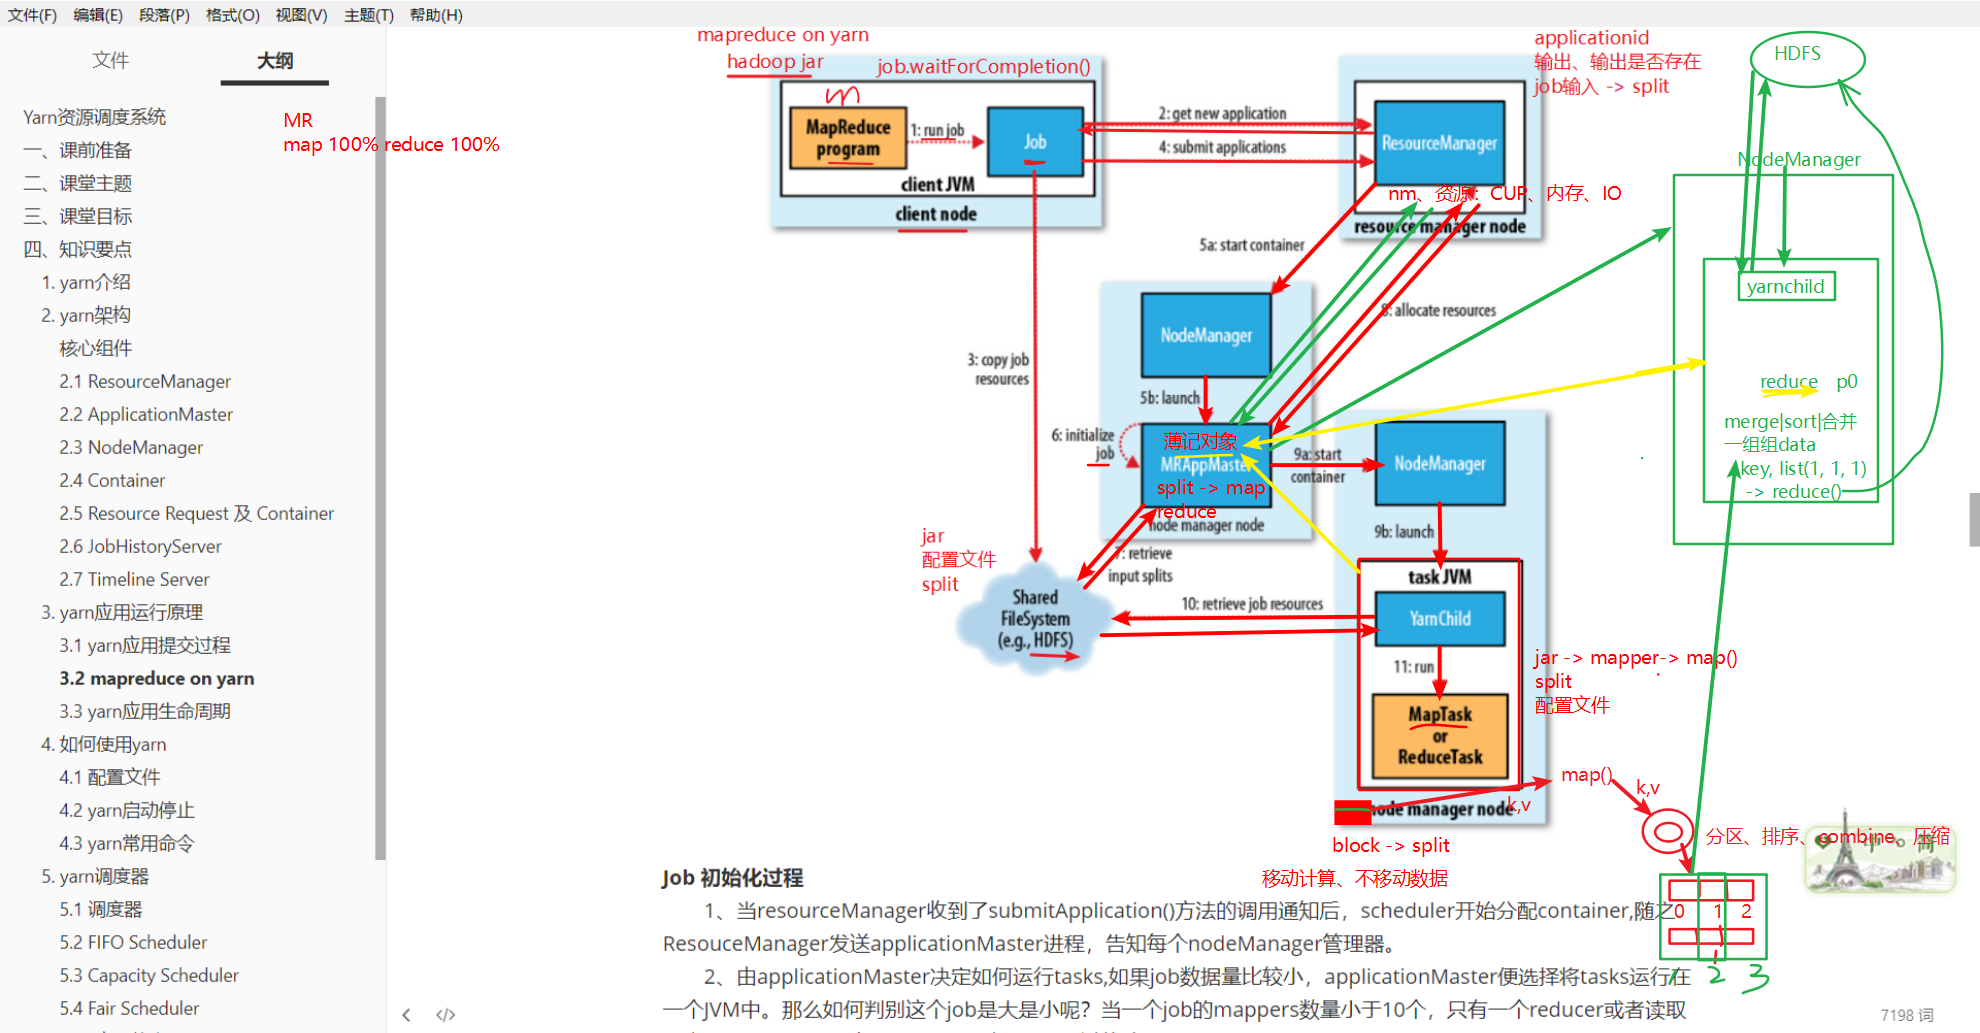 文件(F) 编辑(E) 段落(P) 格式(O) 视图(V) 主题(T) 帮助(H)
文件 大纲
Yarn资源调度系统
一、课前准备
二、课堂主题
三、课堂目标
四、知识要点
1. yarn介绍
2. yarn架构
核心组件
2.1 ResourceManager
2.2 ApplicationMaster
2.3 NodeManager
2.4 Container
2.5 Resource Request 及 Container
2.6 JobHistoryServer
2.7 Timeline Server
3. yarn应用运行原理
3.1 yarn应用提交过程
3.2 mapreduce on yarn
3.3 yarn应用生命周期
4. 如何使用yarn
4.1 配置文件
4.2 yarn启动停止
4.3 yarn常用命令
5. yarn调度器
5.1 调度器
5.2 FIFO Scheduler
5.3 Capacity Scheduler
5.4 Fair Scheduler
MR
map 100% reduce 100%
mapreduce on yarn
hadoop jar
job.waitForCompletion()
MapReduce
program
1: run job
Job
client JVM
client node
2: get new application
4: submit applications
applicationid
输出、输出是否存在
job输入 -> split
ResourceManager
nm、资源：CUP、内存、IO
resource manager node
HDFS
NodeManager
yarnchild
reduce p0
merge|sort|合并
一组组data
key, list(1, 1, 1)
-> reduce()
5a: start container
8: allocate resources
3: copy job
resources
NodeManager
5b: launch
6: initialize
job
薄记对象
MRAppMaster
split -> map
reduce
node manager node
9a: start
container
NodeManager
9b: launch
jar
配置文件
split
7: retrieve
input splits
Shared
FileSystem
(e.g., HDFS)
10: retrieve job resources
task JVM
YarnChild
11: run
MapTask
or
ReduceTask
node manager node
jar -> mapper-> map()
split
配置文件
map()
k,v
k,v
block -> split
移动计算、不移动数据
分区、排序、combine、压缩
0 1 2
1 2 3
Job 初始化过程
1、当resourceManager收到了submitApplication()方法的调用通知后，scheduler开始分配container,随之
ResouceManager发送applicationMaster进程，告知每个nodeManager管理器。
2、由applicationMaster决定如何运行tasks,如果job数据量比较小，applicationMaster便选择将tasks运行在
一个JVM中。那么如何判别这个job是大是小呢？当一个job的mappers数量小于10个，只有一个reducer或者读取
7198 词